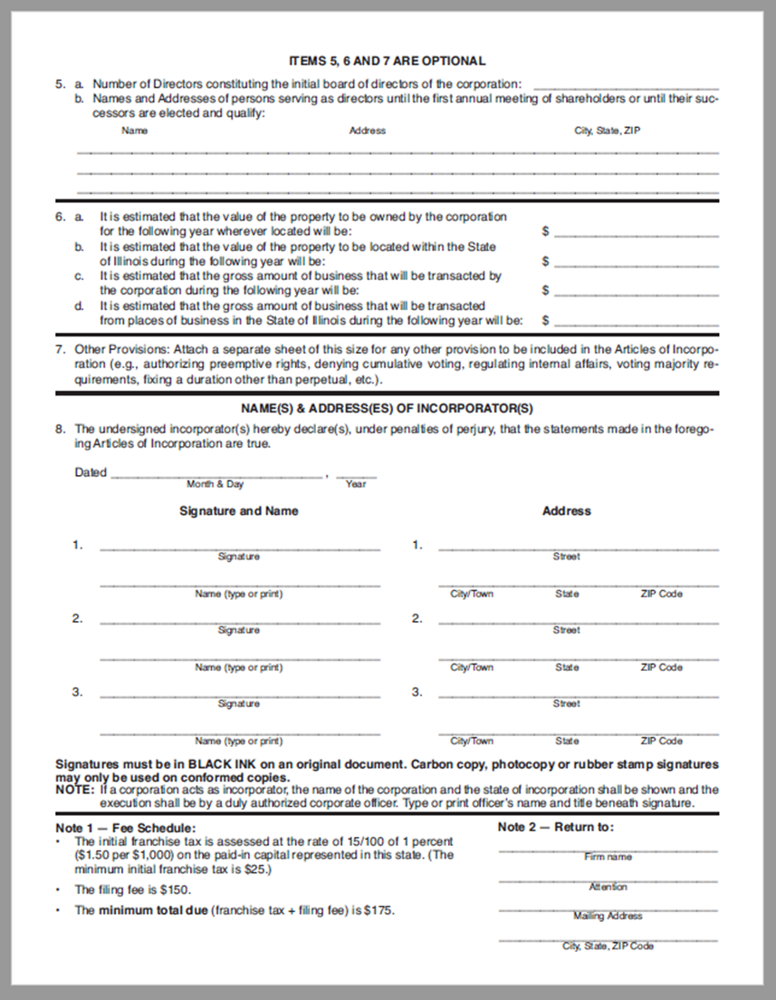 ITEMS 5, 6 AND 7 ARE OPTIONAL
5. a. Number of Directors constituting the initial board of directors of the corporation:
b. Names and Addresses of persons serving as directors until the first annual meeting of shareholders or until their suc-
cessors are elected and qualify:
Name Address City, State, ZIP
6. a. It is estimated that the value of the property to be owned by the corporation
for the following year wherever located will be: $
b. It is estimated that the value of the property to be located within the State
of Illinois during the following year will be: $
c. It is estimated that the gross amount of business that will be transacted by
the corporation during the following year will be: $
d. It is estimated that the gross amount of business that will be transacted
from places of business in the State of Illinois during the following year will be: $
7. Other Provisions: Attach a separate sheet of this size for any other provision to be included in the Articles of Incorpo-
ration (e.g., authorizing preemptive rights, denying cumulative voting, regulating internal affairs, voting majority re-
quirements, fixing a duration other than perpetual, etc.).
NAME(S) & ADDRESS(ES) OF INCORPORATOR(S)
8. The undersigned incorporator(s) hereby declare(s), under penalties of perjury, that the statements made in the forego-
ing Articles of Incorporation are true.
Dated ,
Month & Day Year
Signature and Name Address
1. 1.
Signature Street
Name (type or print) City/Town State ZIP Code
2. 2.
Signature Street
Name (type or print) City/Town State ZIP Code
3. 3.
Signature Street
Name (type or print) City/Town State ZIP Code
Signatures must be in BLACK INK on an original document. Carbon copy, photocopy or rubber stamp signatures
may only be used on conformed copies.
NOTE: If a corporation acts as incorporator, the name of the corporation and the state of incorporation shall be shown and the
execution shall be by a duly authorized corporate officer. Type or print officer's name and title beneath signature.
Note 1 — Fee Schedule:
• The initial franchise tax is assessed at the rate of 15/100 of 1 percent
($1.50 per $1,000) on the paid-in capital represented in this state. (The
minimum initial franchise tax is $25.)
• The filing fee is $150.
• The minimum total due (franchise tax + filing fee) is $175.
Note 2 — Return to:
Firm name
Attention
Mailing Address
City, State, ZIP Code